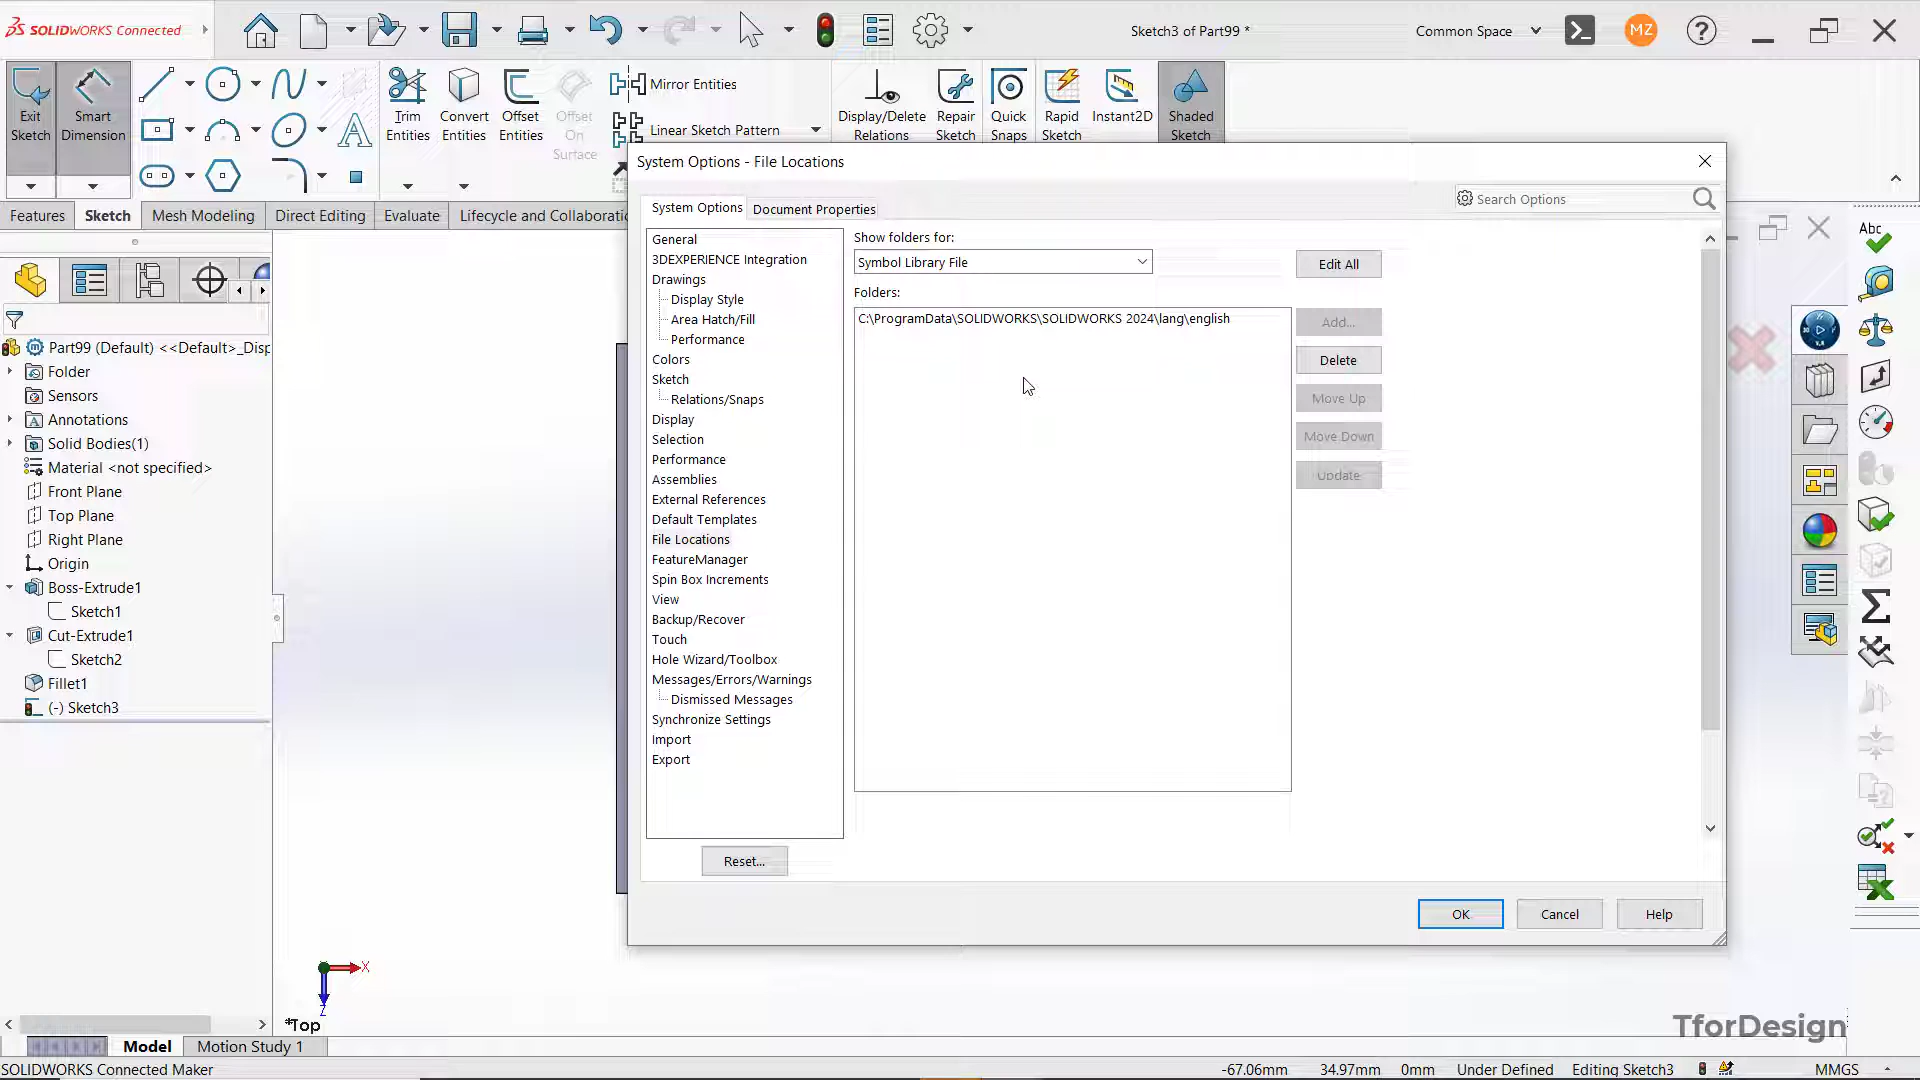 SOLIDWORKS Connected
Sketch3 of Part99 *
Common Space
MZ
Exit Sketch
Smart Dimension
Trim Entities
Convert Entities
Offset Entities
Offset On Surface
Mirror Entities
Linear Sketch Pattern
Display/Delete Relations
Repair Sketch
Quick Snaps
Rapid Sketch
Instant2D
Shaded Sketch
Features
Sketch
Mesh Modeling
Direct Editing
Evaluate
Lifecycle and Collaboratio
Part99 (Default) <<Default>_Disp
Folder
Sensors
Annotations
Solid Bodies(1)
Material <not specified>
Front Plane
Top Plane
Right Plane
Origin
Boss-Extrude1
Sketch1
Cut-Extrude1
Sketch2
Fillet1
(-) Sketch3
System Options - File Locations
System Options
Document Properties
Search Options
General
3DEXPERIENCE Integration
Drawings
Display Style
Area Hatch/Fill
Performance
Colors
Sketch
Relations/Snaps
Display
Selection
Performance
Assemblies
External References
Default Templates
File Locations
FeatureManager
Spin Box Increments
View
Backup/Recover
Touch
Hole Wizard/Toolbox
Messages/Errors/Warnings
Dismissed Messages
Synchronize Settings
Import
Export
Reset...
Show folders for:
Symbol Library File
Folders:
C:\ProgramData\SOLIDWORKS\SOLIDWORKS 2024\lang\english
Edit All
Add...
Delete
Move Up
Move Down
Update
OK
Cancel
Help
Abc
X
Z
*Top
TforDesign
Model
Motion Study 1
SOLIDWORKS Connected Maker
-67.06mm
34.97mm
0mm
Under Defined
Editing Sketch3
MMGS